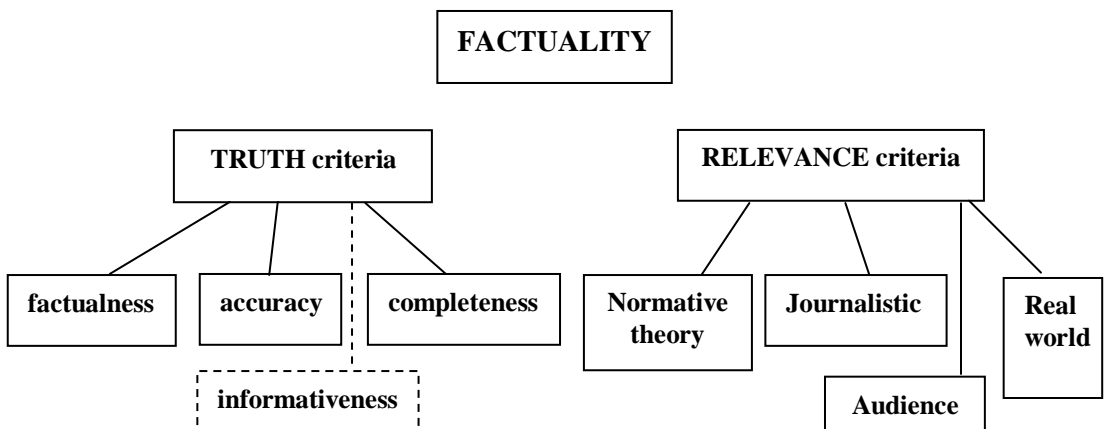 FACTUALITY
TRUTH criteria
RELEVANCE criteria
factualness
accuracy
completeness
Normative
theory
Journalistic
Real
world
informativeness
Audience